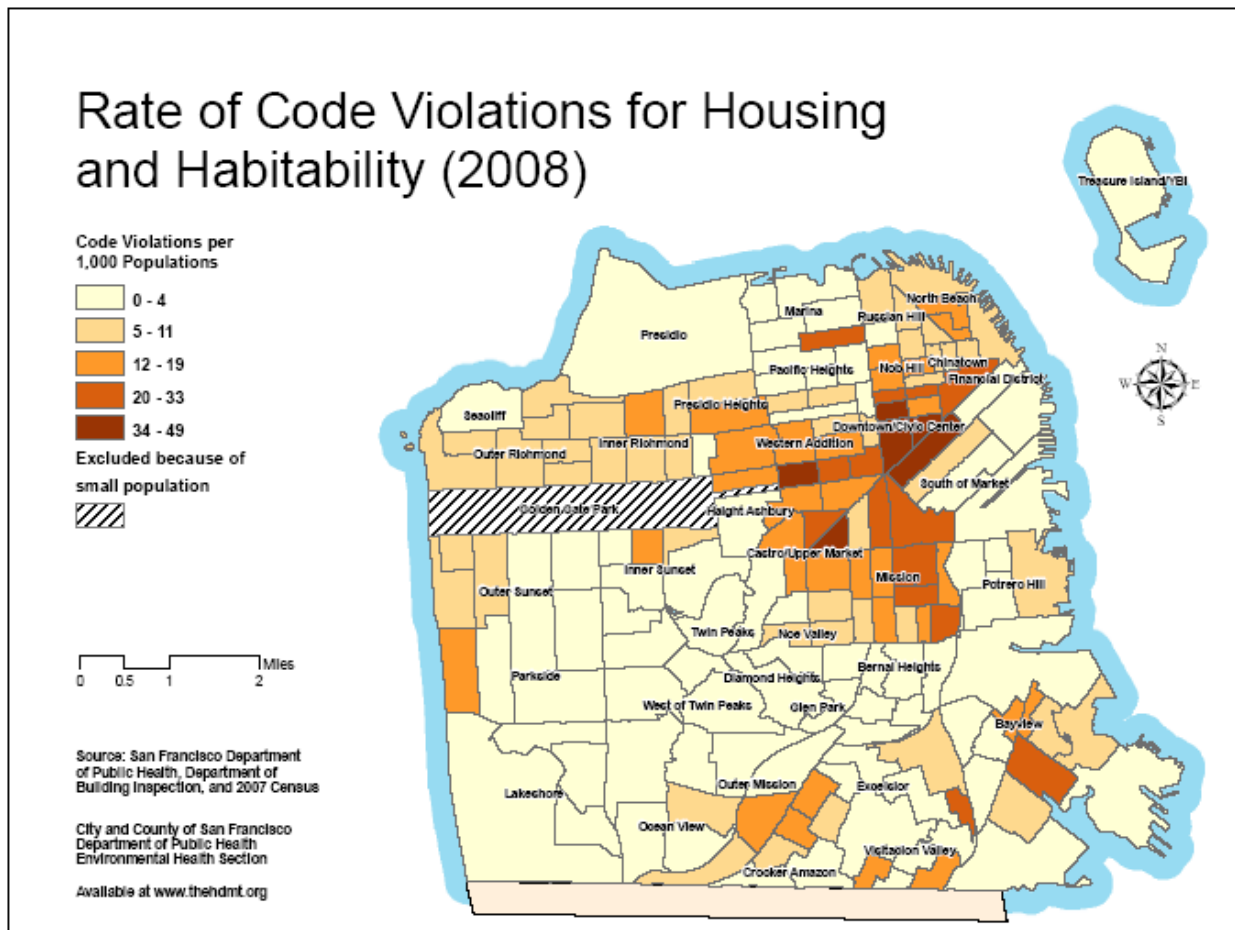 Rate of Code Violations for Housing
and Habitability (2008)
Code Violations per
1,000 Populations
0 - 4
5 - 11
12 - 19
20 - 33
34 - 49
Excluded because of
small population
Treasure Island/YBI
N
W
E
S
North Beach
Marina
Russian Hill
Presidio
Chinatown
Nob Hill
Pacific Heights
Financial District
Presidio Heights
Seacliff
Downtown/Civic Center
Inner Richmond
Western Addition
Outer Richmond
South of Market
Golden Gate Park
Haight Ashbury
Castro/Upper Market
Inner Sunset
Mission
Potrero Hill
Outer Sunset
Twin Peaks
Noe Valley
Bernal Heights
Parkside
Diamond Heights
West of Twin Peaks
Glen Park
Bayview
Outer Mission
Excelsior
Lakeshore
Ocean View
Visitacion Valley
Crocker Amazon
Miles
0 0.5 1 2
Source: San Francisco Department
of Public Health, Department of
Building Inspection, and 2007 Census
City and County of San Francisco
Department of Public Health
Environmental Health Section
Available at www.thehdmt.org